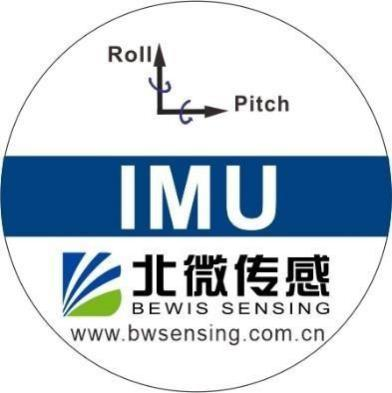 Roll
Pitch
IMU
北微传感
BEWIS SENSING
www.bwsensing.com.cn